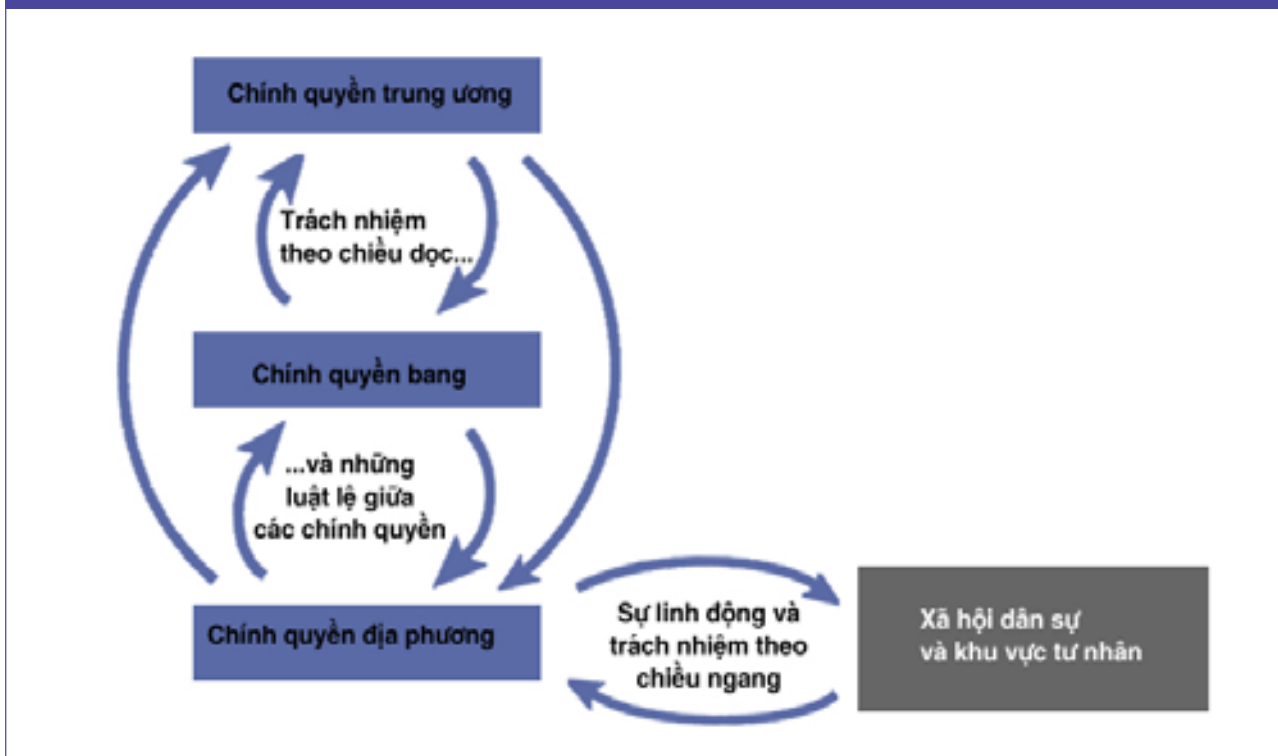 Chính quyền trung ương
Trách nhiệm
theo chiều dọc...
Chính quyền bang
...và những
luật lệ giữa
các chính quyền
Chính quyền địa phương
Sự linh động và
trách nhiệm theo
chiều ngang
Xã hội dân sự
và khu vực tư nhân